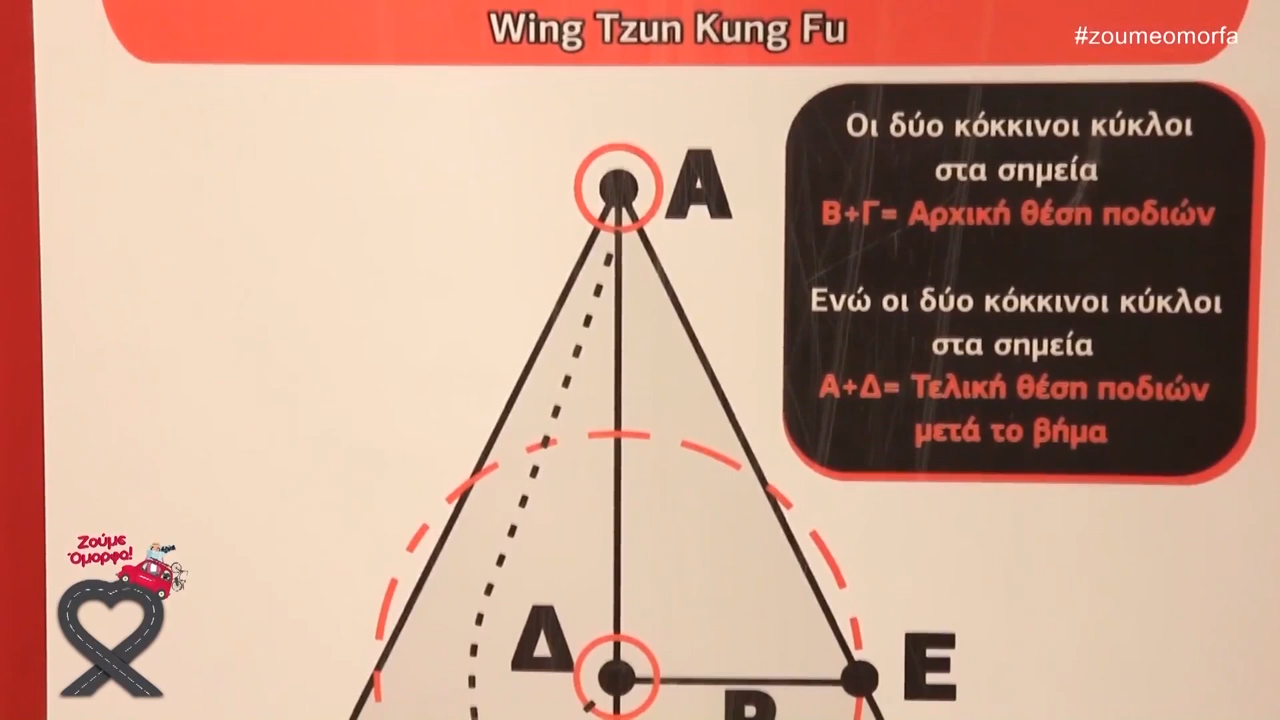 Wing Tzun Kung Fu
#zoumeomorfa
Οι δύο κόκκινοι κύκλοι
στα σημεία
Β+Γ= Αρχική θέση ποδιών
Ενώ οι δύο κόκκινοι κύκλοι
στα σημεία
Α+Δ= Τελική θέση ποδιών
μετά το βήμα
Α
Δ
Ε
Ζούμε
Όμορφα!